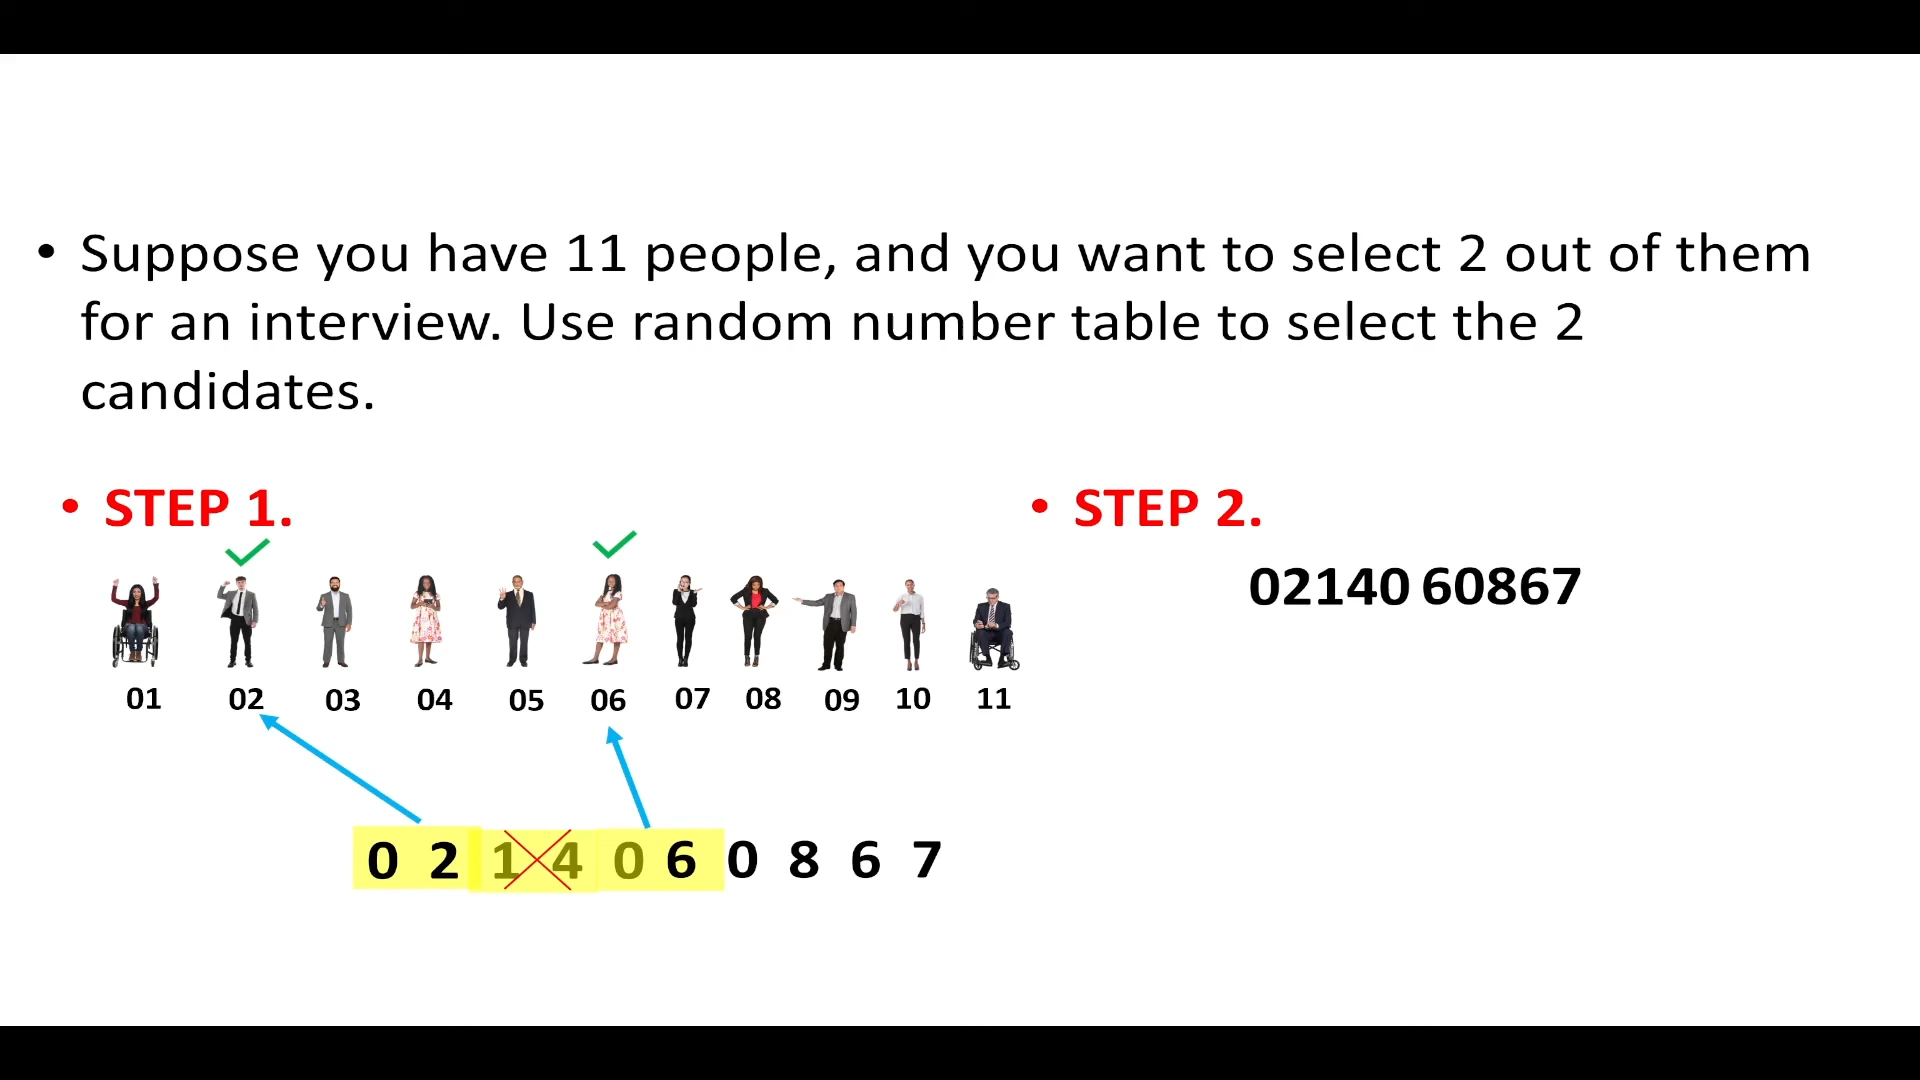 • Suppose you have 11 people, and you want to select 2 out of them
for an interview. Use random number table to select the 2
candidates.
• STEP 1.
01 02 03 04 05 06 07 08 09 10 11
0 2 1 4 0 6 0 8 6 7
• STEP 2.
02140 60867